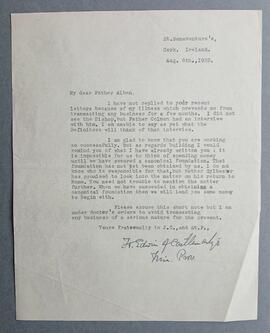 St. Bonaventure's,
Cork, Ireland.
Aug. 6th., 1932.
My dear Father Alban,
I have not replied to your recent
letters because of my illness which prevents me from
transacting any business for a few months. I did not
see the Bishop, but Father Colman had an interview
with him. I am unable to say yet what the
Definitors will think of that interview.
I am glad to know that you are working
so successfully. But as regards building I would
remind you of what I have already written you it
is impossible for us to think of spending money
until we have procured a canonical foundation. That
foundation has not yet been obtained by us. I do not
know who is responsible for that, but Father Sylvester
has promised to look into the matter on his return to
Rome. You need not trouble to mention the matter
further. When we have succeeded in obtaining a
canonical foundation then we will lend you some money
to begin with.
Please excuse this short note but I am
under doctor's orders to avoid transacting
any business of a serious nature for the present.
Yours fraternally in J.C., and St.F.,
Fr. Edwin
Min. Prov.